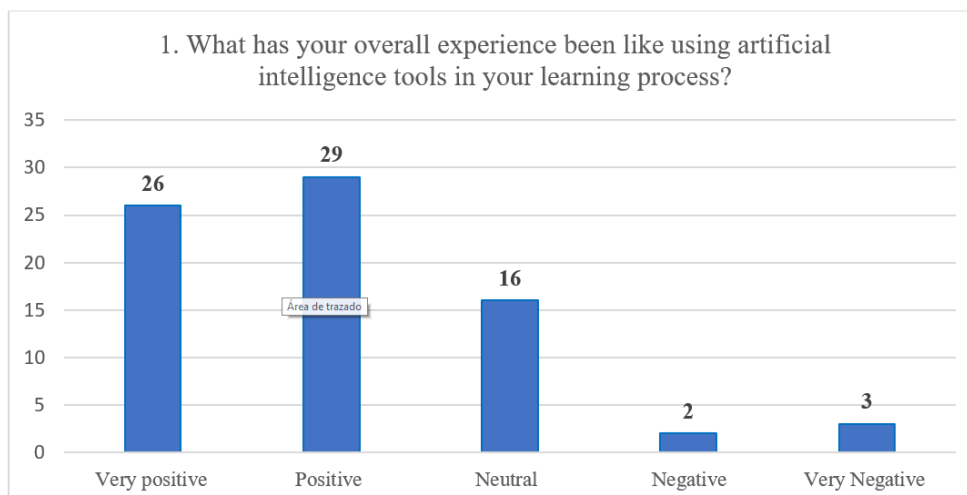 1. What has your overall experience been like using artificial
intelligence tools in your learning process?
35
30
25
20
15
10
5
0
26
29
16
2
3
Área de trazado
Very positive
Positive
Neutral
Negative
Very Negative